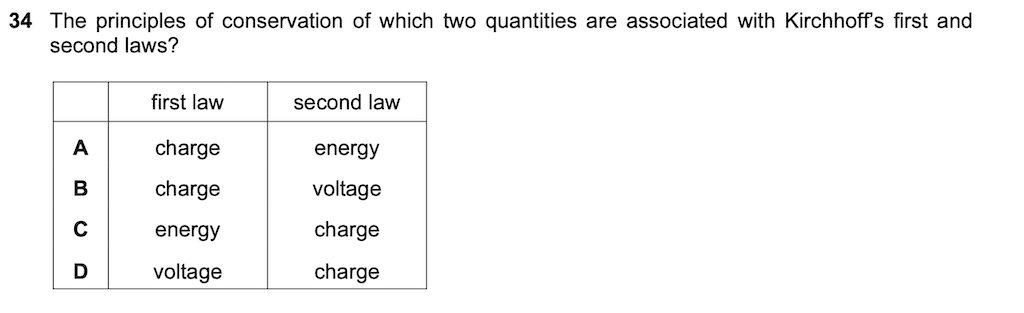 34 The principles of conservation of which two quantities are associated with Kirchhoff's first and
second laws?
first law second law
A charge energy
B charge voltage
C energy charge
D voltage charge